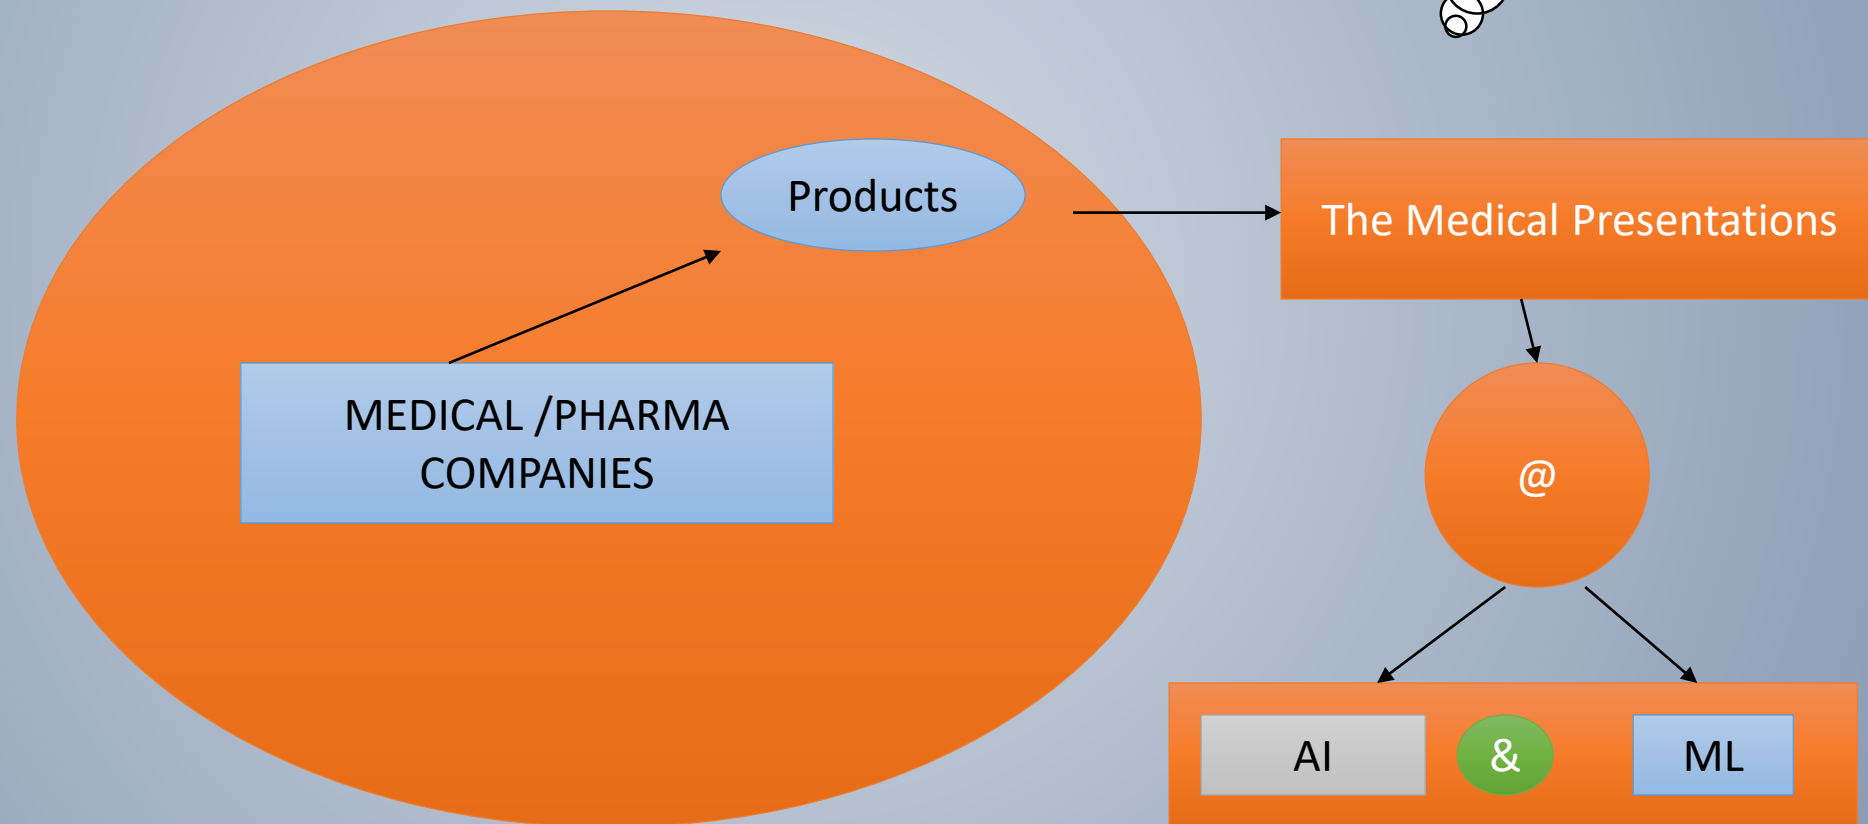 Products
The Medical Presentations
MEDICAL /PHARMA
COMPANIES
@
AI
&
ML